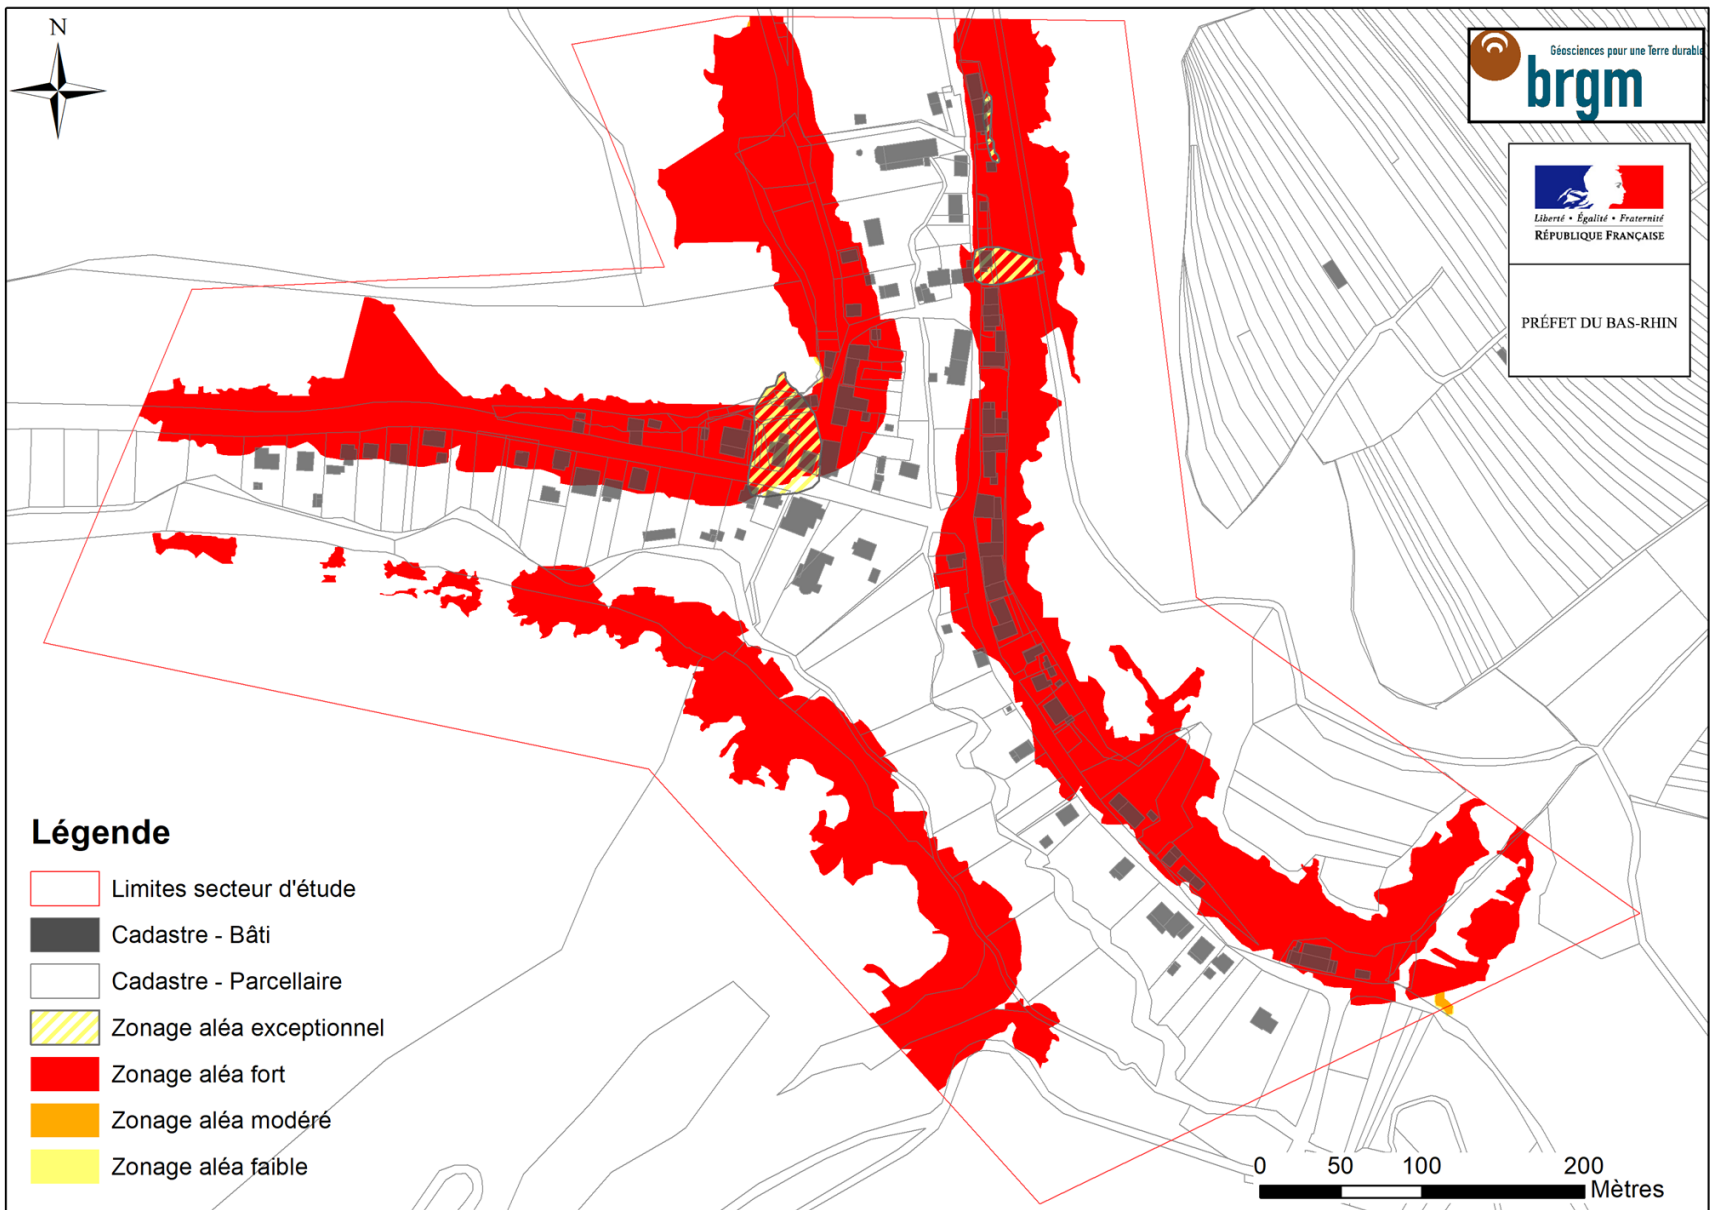 N
Géosciences pour une Terre durable
brgm
Liberté • Égalité • Fraternité
RÉPUBLIQUE FRANÇAISE
PRÉFET DU BAS-RHIN
Légende
Limites secteur d'étude
Cadastre - Bâti
Cadastre - Parcellaire
Zonage aléa exceptionnel
Zonage aléa fort
Zonage aléa modéré
Zonage aléa faible
0 50 100 200
Mètres